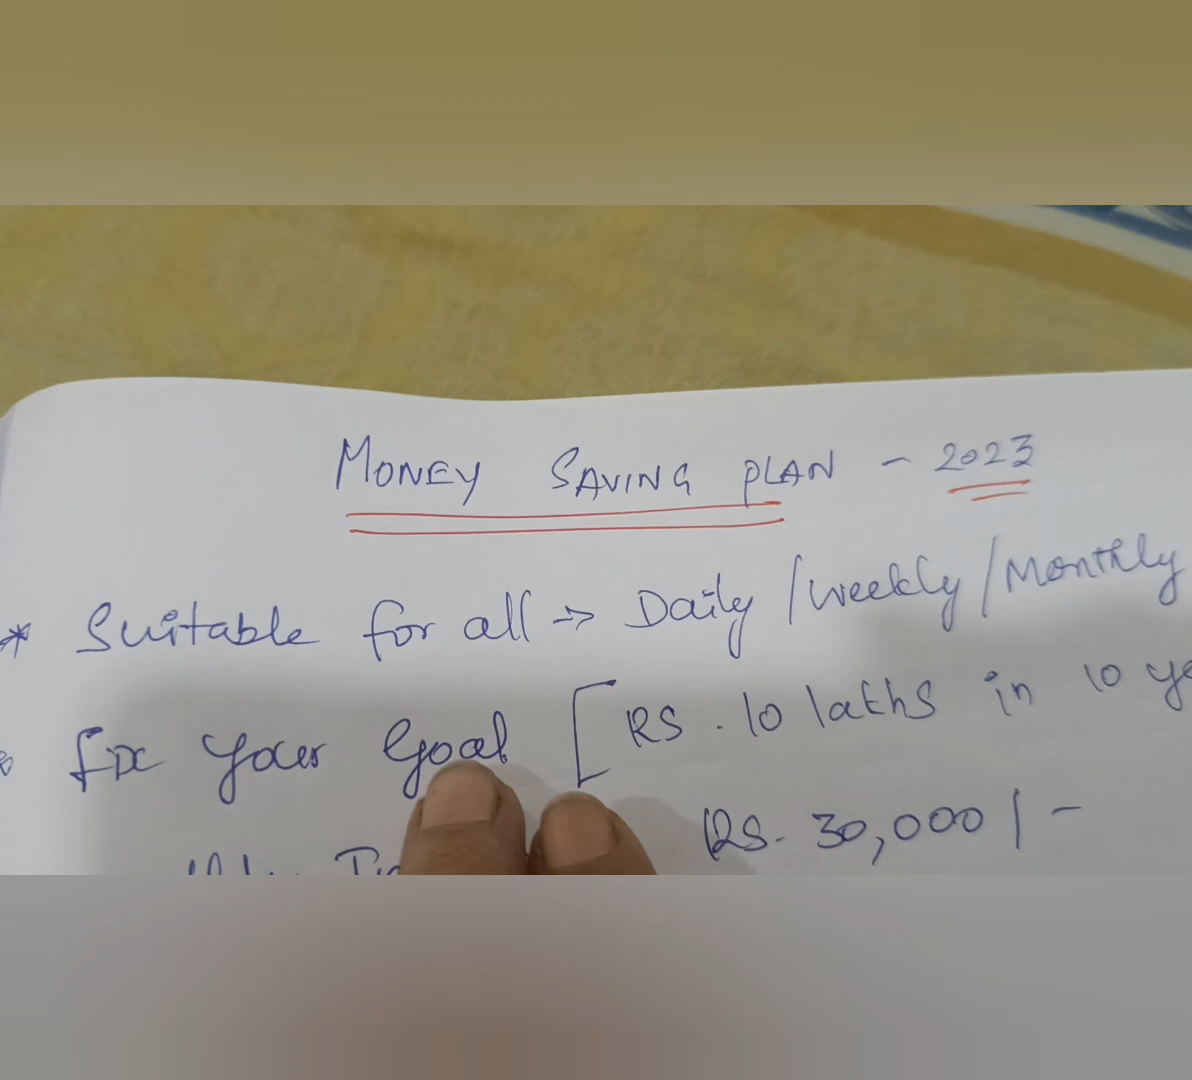 MONEY SAVING PLAN - 2023
* Suitable for all => Daily / weekly / Monthly
fix your Goal [ RS. 10 lakhs in 10
RS. 30,000/-